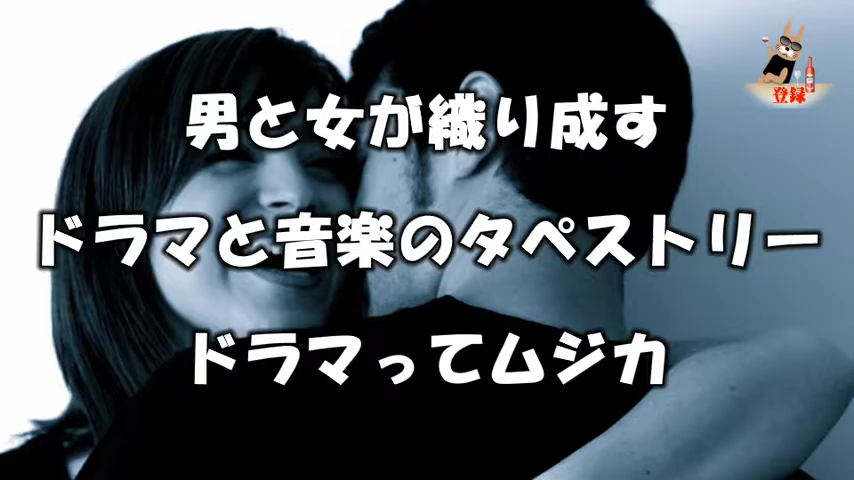 登録
男と女が織り成す
ドラマと音楽のタペストリー
ドラマってムジカ